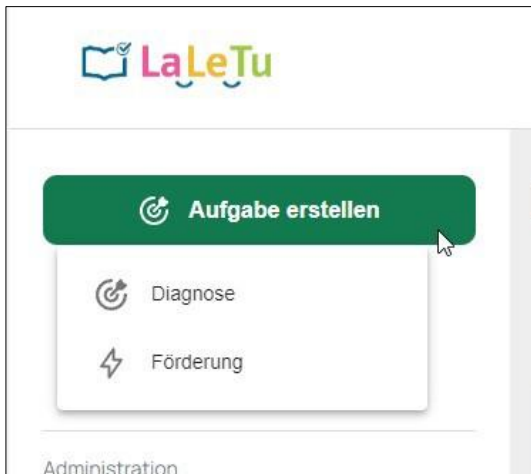 LaLeTu
Aufgabe erstellen
Diagnose
Förderung
Administration